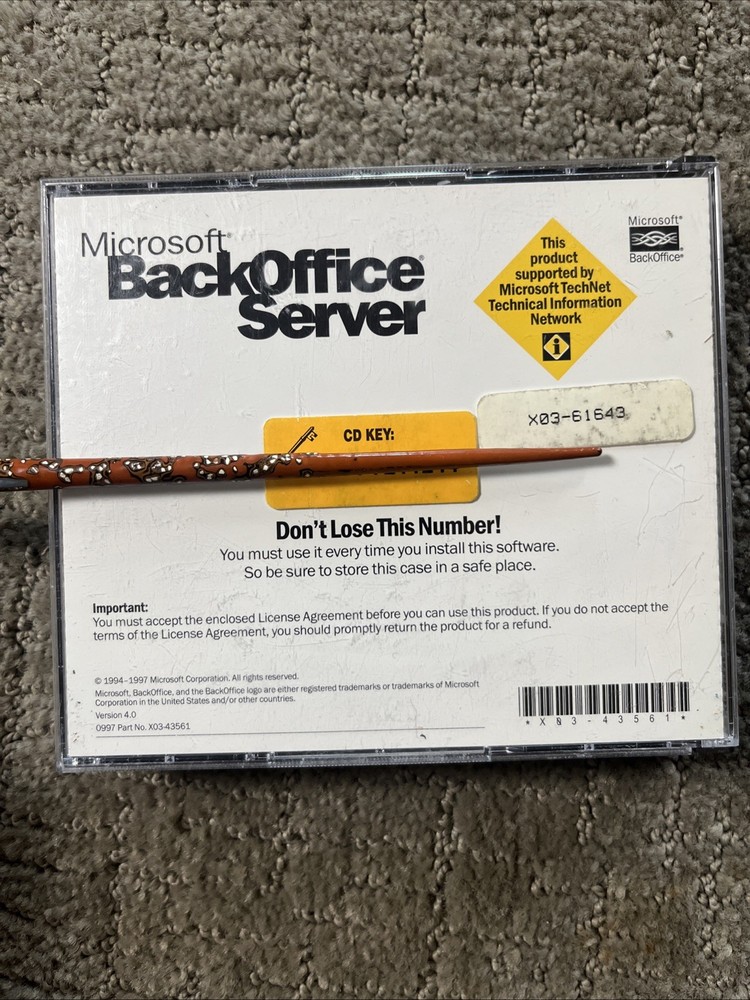 Microsoft®
BackOffice®
Server
This
product
supported by
Microsoft TechNet
Technical Information
Network
i
Microsoft®
BackOffice®
X03-61643
CD KEY:
Don't Lose This Number!
You must use it every time you install this software.
So be sure to store this case in a safe place.
Important:
You must accept the enclosed License Agreement before you can use this product. If you do not accept the
terms of the License Agreement, you should promptly return the product for a refund.
© 1994–1997 Microsoft Corporation. All rights reserved.
Microsoft, BackOffice, and the BackOffice logo are either registered trademarks or trademarks of Microsoft
Corporation in the United States and/or other countries.
Version 4.0
0997 Part No. X03-43561
*X03-43561*